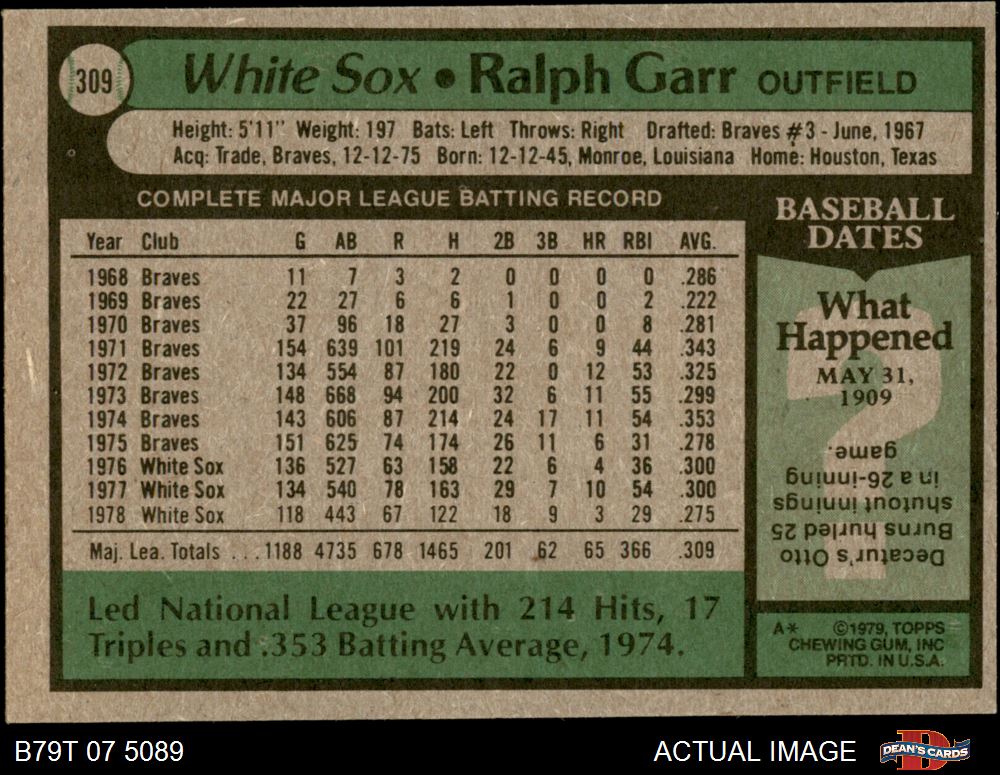 309 White Sox • Ralph Garr OUTFIELD
Height: 5'11" Weight: 197 Bats: Left Throws: Right Drafted: Braves #3 - June, 1967
Acq: Trade, Braves, 12-12-75 Born: 12-12-45, Monroe, Louisiana Home: Houston, Texas
COMPLETE MAJOR LEAGUE BATTING RECORD
Year Club G AB R H 2B 3B HR RBI AVG.
1968 Braves 11 7 3 2 0 0 0 0 .286
1969 Braves 22 27 6 6 1 0 0 2 .222
1970 Braves 37 96 18 27 3 0 0 8 .281
1971 Braves 154 639 101 219 24 6 9 44 .343
1972 Braves 134 554 87 180 22 0 12 53 .325
1973 Braves 148 668 94 200 32 6 11 55 .299
1974 Braves 143 606 87 214 24 17 11 54 .353
1975 Braves 151 625 74 174 26 11 6 31 .278
1976 White Sox 136 527 63 158 22 6 4 36 .300
1977 White Sox 134 540 78 163 29 7 10 54 .300
1978 White Sox 118 443 67 122 18 9 3 29 .275
Maj. Lea. Totals ...1188 4735 678 1465 201 62 65 366 .309
Led National League with 214 Hits, 17
Triples and .353 Batting Average, 1974.
BASEBALL
DATES
What
Happened
MAY 31,
1909
?
Decatur's Otto
Burns hurled 25
shutout innings
in a 26-inning
game.
A* ©1979, TOPPS
CHEWING GUM, INC
PRTD. IN U.S.A.
B79T 07 5089
ACTUAL IMAGE
D
DEAN'S CARDS